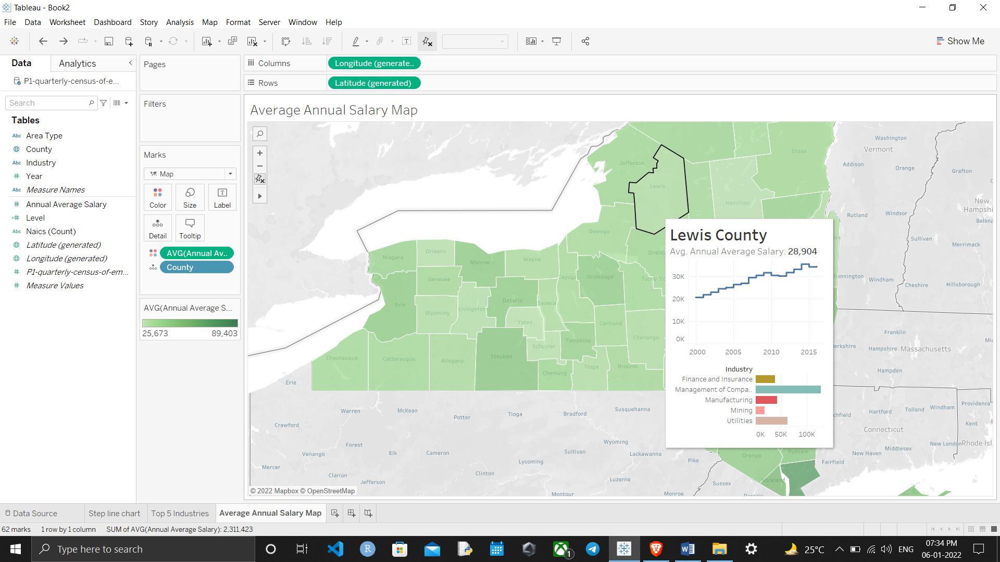 Tableau - Book2
File Data Worksheet Dashboard Story Analysis Map Format Server Window Help
Show Me
Data Analytics
P1-quarterly-census-of-e...
Search
Tables
Abc Area Type
County
Abc Industry
Year
Abc Measure Names
Annual Average Salary
Level
Abc Naics (Count)
Latitude (generated)
Longitude (generated)
P1-quarterly-census-of-em...
Measure Values
Pages
Filters
Marks
Map
Color Size Label
Detail Tooltip
AVG(Annual Av..
County
AVG(Annual Average S...
25,673 89,403
Columns Longitude (generate..
Rows Latitude (generated)
Average Annual Salary Map
Washington
Vermont
Essex
Jefferson
Addison
Orange
Grafton
Lewis
Hamilton
New
Hampshi
Rutland
Windsor
Belkna
Oswego
Sullivan
Merrimack
Niagara
Orleans
Monroe
Wayne
Oneida
Cayuga
Onondaga
New Yo
ennington
Windham
Cheshire
Hillsborough
Genesee
Erie
Wyoming
Livingston
Ontario
Seneca
Yates
Cortland
Chenango
Schuyler
Tompkins
Franklin
Berkshire
Hampshire
Massachusetts
Chautauqua
Cattaraugus
Allegany
Steuben
Chemung
Tioga
Broome
Hampden
Erie
Warren
McKean
Potter
Tioga
Bradford
Susquehanna
Crawford
tchfield
Hartford
Tolland
Windham
Providence
Kent
Connecticut
Forest
Venango
Elk
Cameron
Sullivan
Wyoming
Lackawanna
Lycoming
Pike
Orange
Putnam
Fairfield
New Haven
Middlesex
New London
Rhode Isl
Mercer
Clarion
Jefferson
Clinton
Luzerne
Sussex
Rockland
Montour
Monroe
Passaic
© 2022 Mapbox © OpenStreetMap
Lewis County
Avg. Annual Average Salary: 28,904
30K
20K
10K
0K
2000 2005 2010 2015
Industry
Finance and Insurance
Management of Compa..
Manufacturing
Mining
Utilities
0K 50K 100K
Data Source Step line chart Top 5 Industries Average Annual Salary Map
62 marks 1 row by 1 column SUM of AVG(Annual Average Salary): 2,311,423
Type here to search
1
25°C
ENG
07:34 PM
06-01-2022